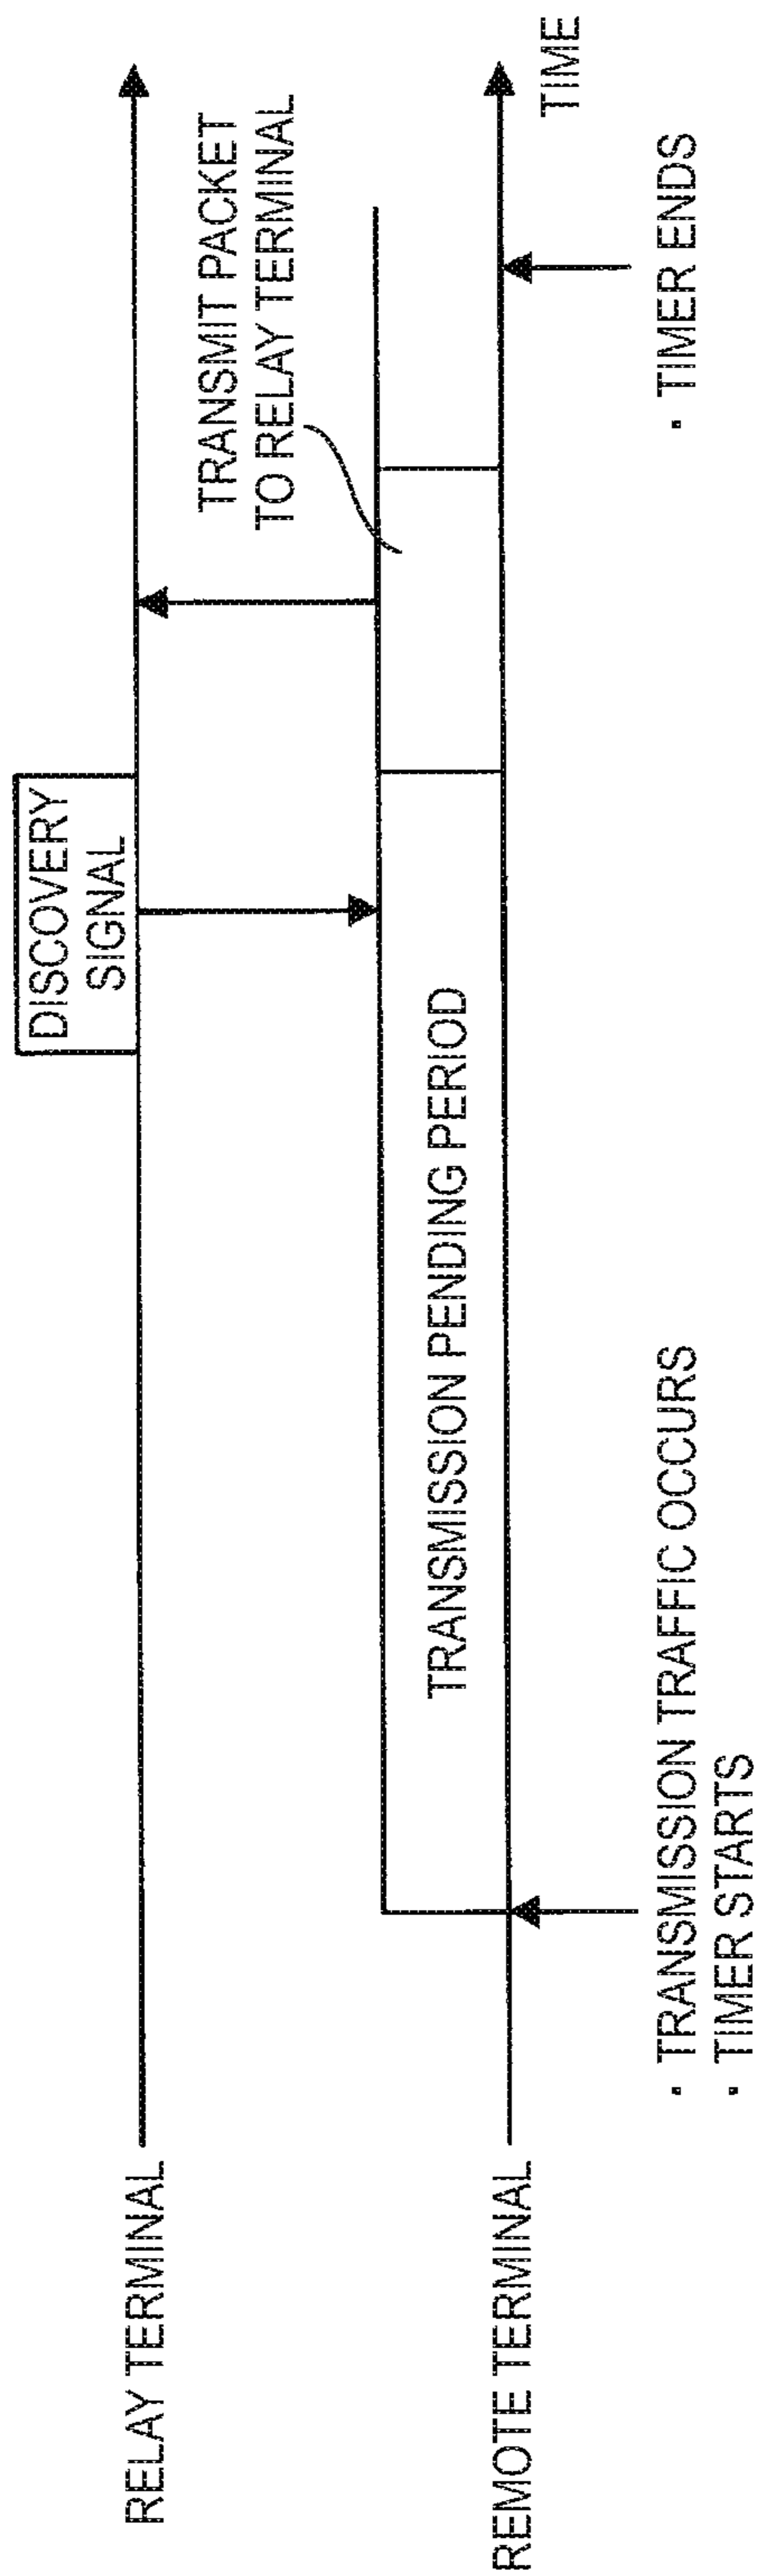 RELAY TERMINAL
DISCOVERY
SIGNAL
TRANSMIT PACKET
TO RELAY TERMINAL
REMOTE TERMINAL
TRANSMISSION PENDING PERIOD
TIME
· TRANSMISSION TRAFFIC OCCURS
· TIMER STARTS
· TIMER ENDS